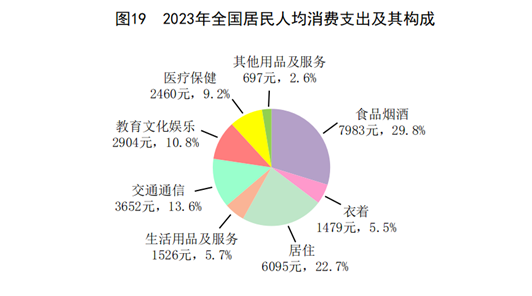 图19  2023年全国居民人均消费支出及其构成
其他用品及服务
697元，2.6%
医疗保健
2460元，9.2%
食品烟酒
7983元，29.8%
教育文化娱乐
2904元，10.8%
交通通信
3652元，13.6%
衣着
1479元，5.5%
生活用品及服务
1526元，5.7%
居住
6095元，22.7%